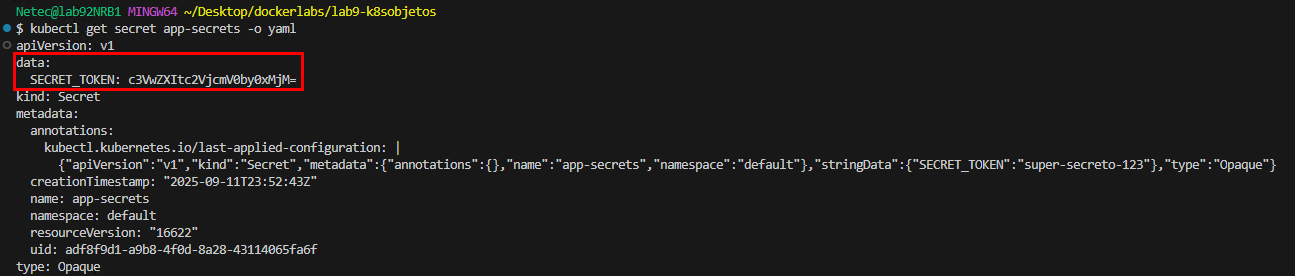 Netec@lab92NRB1 MINGW64 ~/Desktop/dockerlabs/lab9-k8sobjetos
$ kubectl get secret app-secrets -o yaml
apiVersion: v1
data:
  SECRET_TOKEN: c3VwZXItc2VjcmV0by0xMjM=
kind: Secret
metadata:
  annotations:
    kubectl.kubernetes.io/last-applied-configuration: |
      {"apiVersion":"v1","kind":"Secret","metadata":{"annotations":{},"name":"app-secrets","namespace":"default"},"stringData":{"SECRET_TOKEN":"super-secreto-123"},"type":"Opaque"}
  creationTimestamp: "2025-09-11T23:52:43Z"
  name: app-secrets
  namespace: default
  resourceVersion: "16622"
  uid: adf8f9d1-a9b8-4f0d-8a28-43114065fa6f
type: Opaque